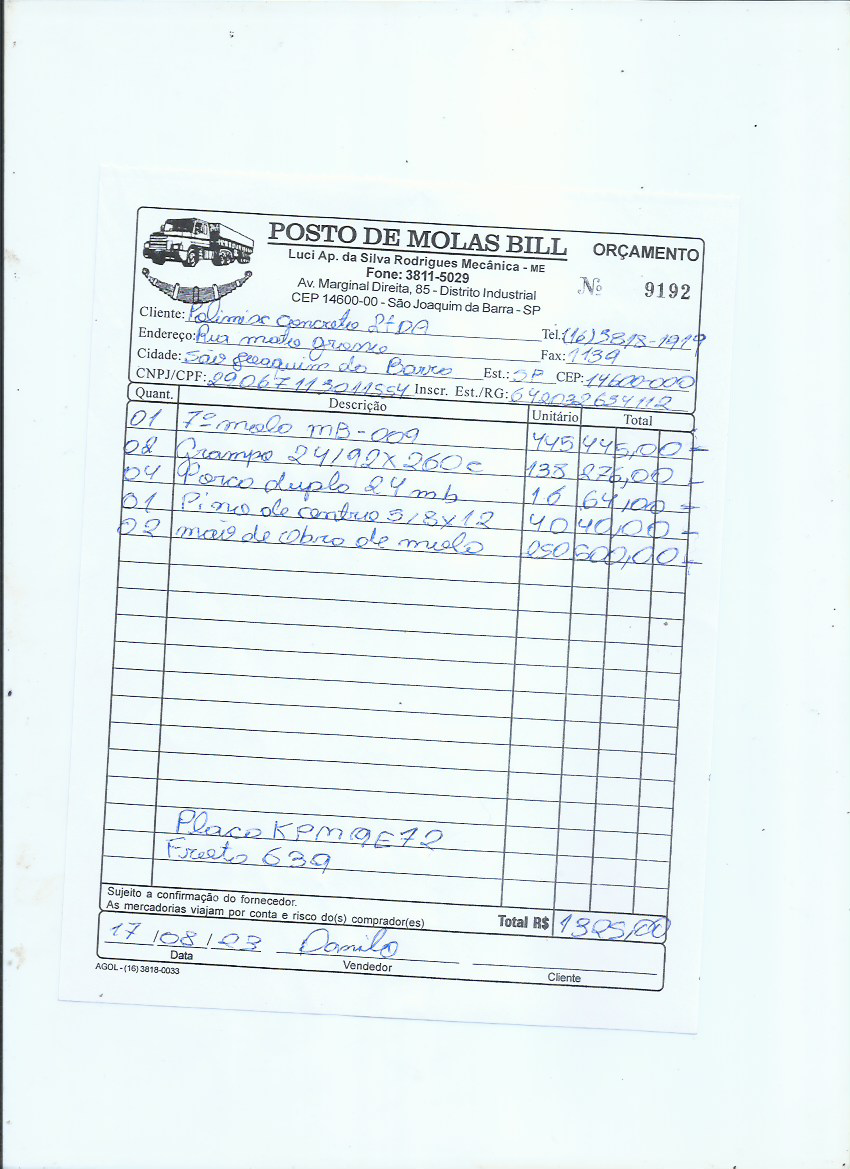 POSTO DE MOLAS BILL
ORÇAMENTO
Luci Ap. da Silva Rodrigues Mecânica - ME
Fone: 3811-5029
Av. Marginal Direita, 85 - Distrito Industrial
CEP 14600-00 - São Joaquim da Barra - SP
Nº 9192
Cliente: Polimix Concreto LtDA Tel. (16) 3818-1919
Endereço: Rua mato grosso Fax: 1139
Cidade: São Joaquim da Barra Est.: SP CEP: 14600-000
CNPJ/CPF: 29067113011554 Inscr. Est./RG: 642032654112
Quant. Descrição Unitário Total
01 7º mola MB-009 445 445,00
02 Grampo 24/92X260c 138 276,00
04 Porca dupla 24 mb 16 64,00
01 Pino de centro 5/8x12 40 40,00
02 mão de obra de mola 250 500,00
Placa KPM9E72
Frota 639
Sujeito a confirmação do fornecedor.
As mercadorias viajam por conta e risco do(s) comprador(es)
Total R$ 1325,00
17/08/23 Danilo
Data Vendedor Cliente
AGOL - (16) 3818-0033